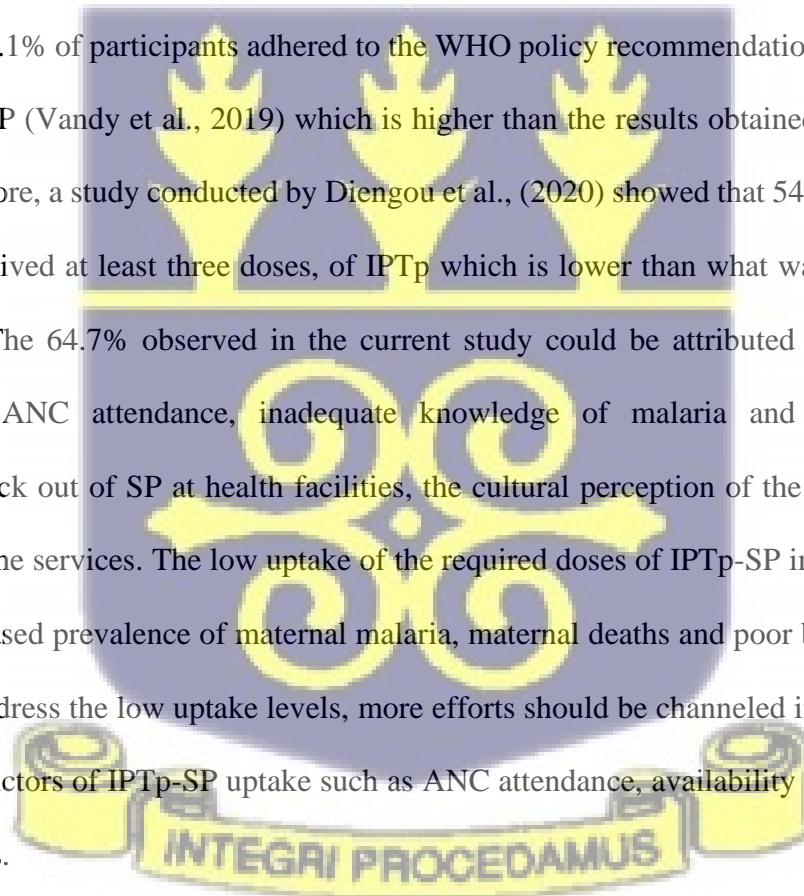 .1% of participants adhered to the WHO policy recommendatio
P (Vandy et al., 2019) which is higher than the results obtained
ore, a study conducted by Diengou et al., (2020) showed that 54
ived at least three doses, of IPTp which is lower than what wa
The 64.7% observed in the current study could be attributed
ANC attendance, inadequate knowledge of malaria and
ck out of SP at health facilities, the cultural perception of the
ne services. The low uptake of the required doses of IPTp-SP in
sed prevalence of maternal malaria, maternal deaths and poor b
dress the low uptake levels, more efforts should be channeled i
ctors of IPTp-SP uptake such as ANC attendance, availability
s.
INTEGRI PROCEDAMUS